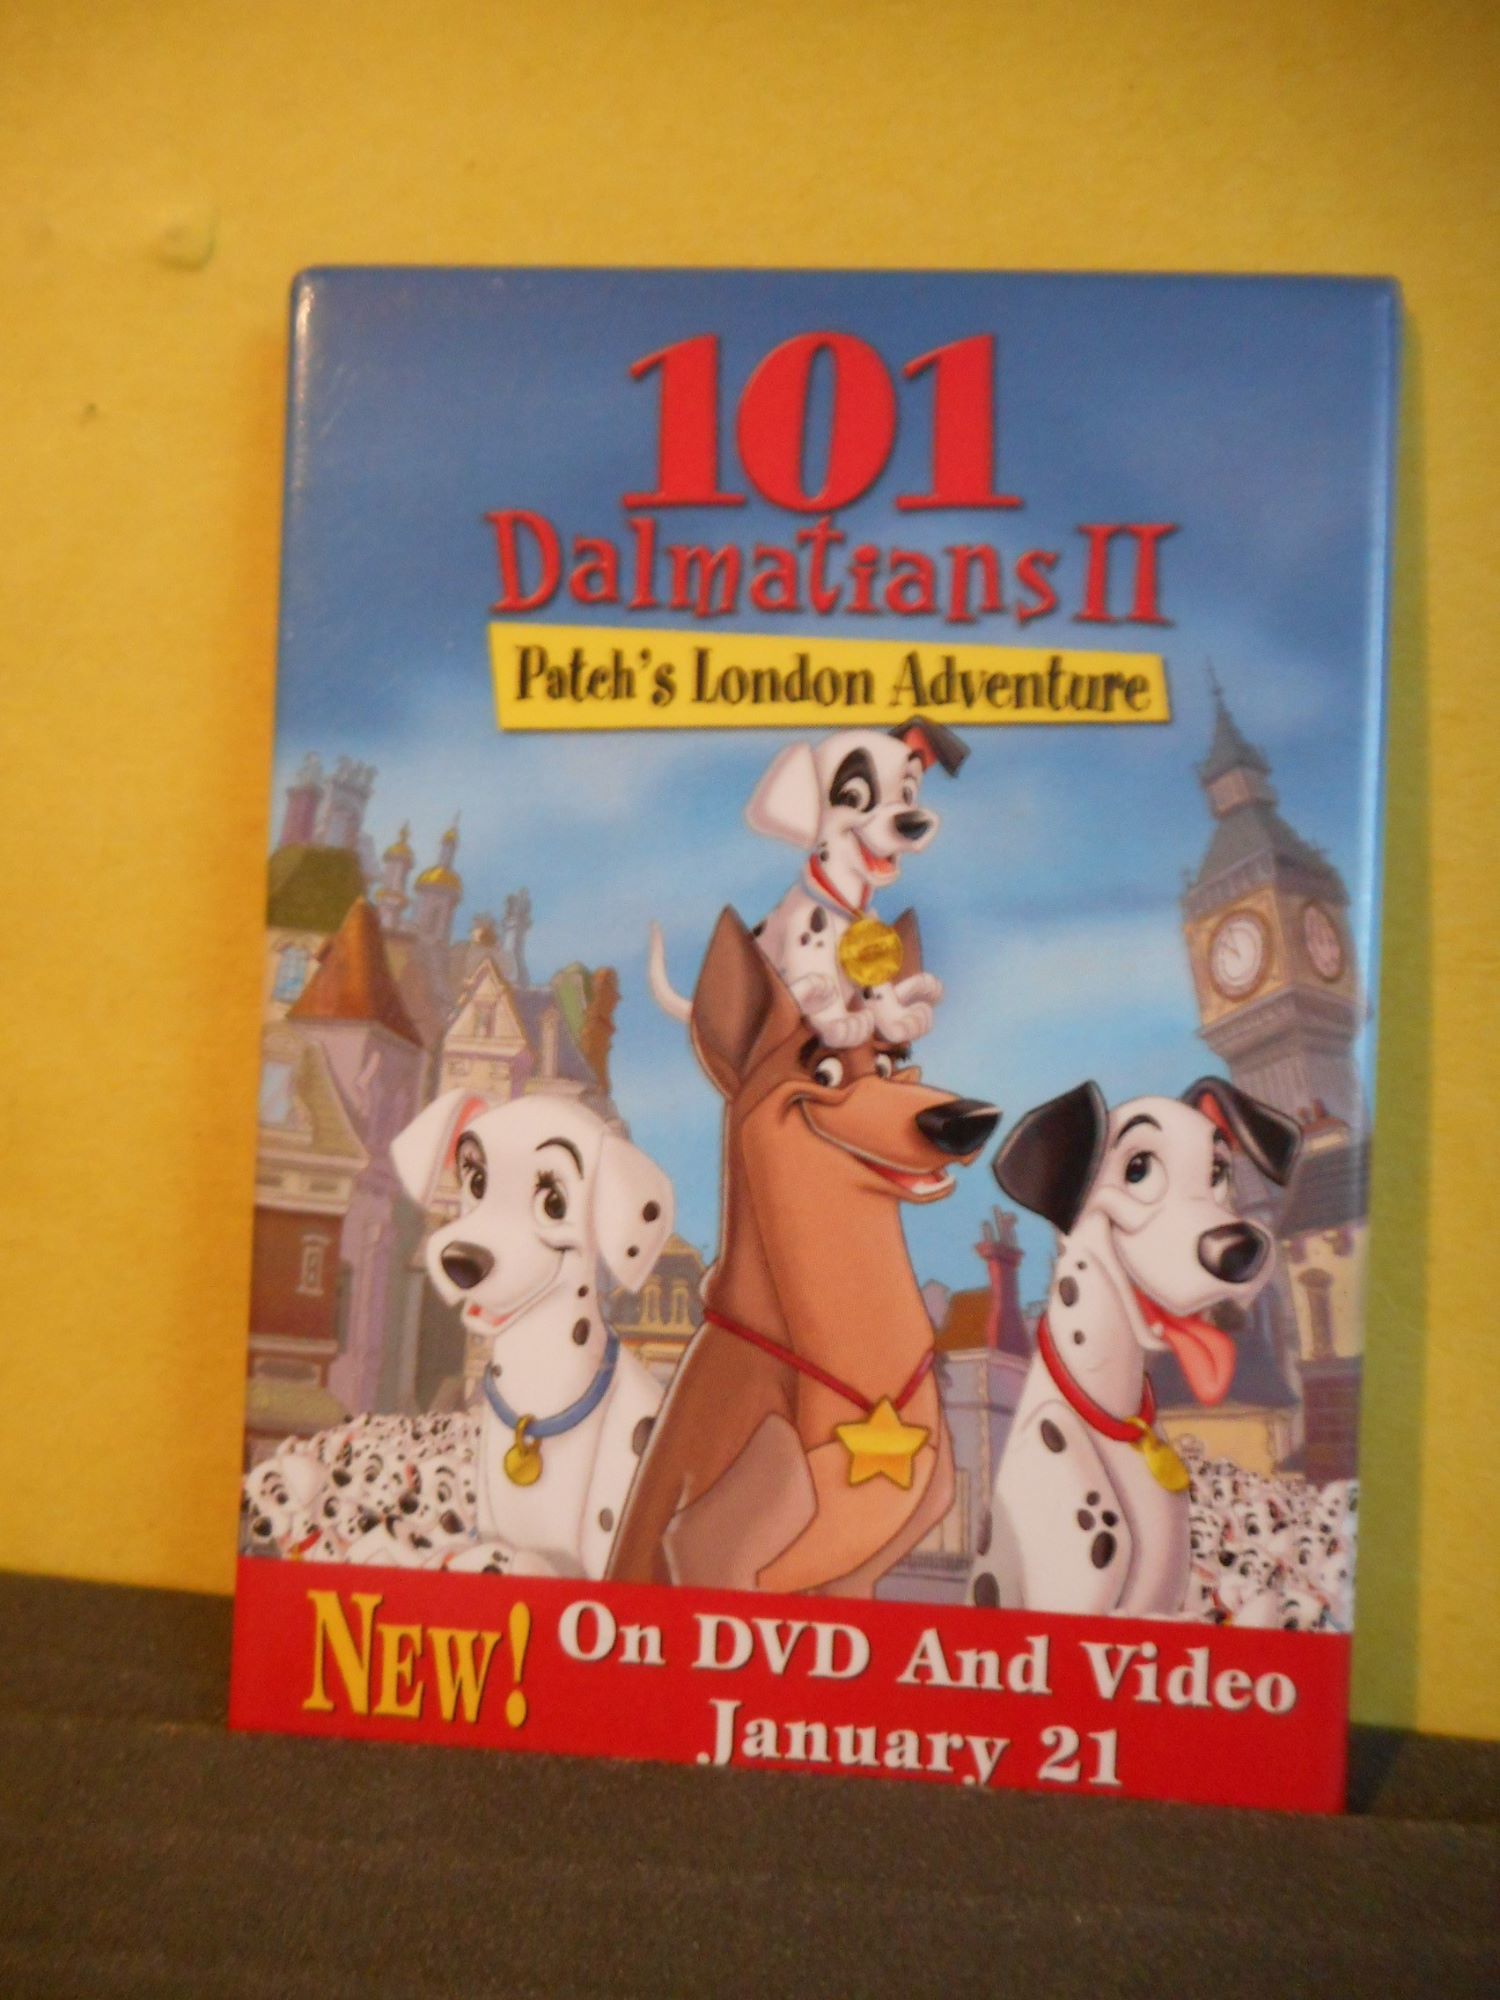 101
Dalmatians II
Patch's London Adventure
New! On DVD And Video
January 21